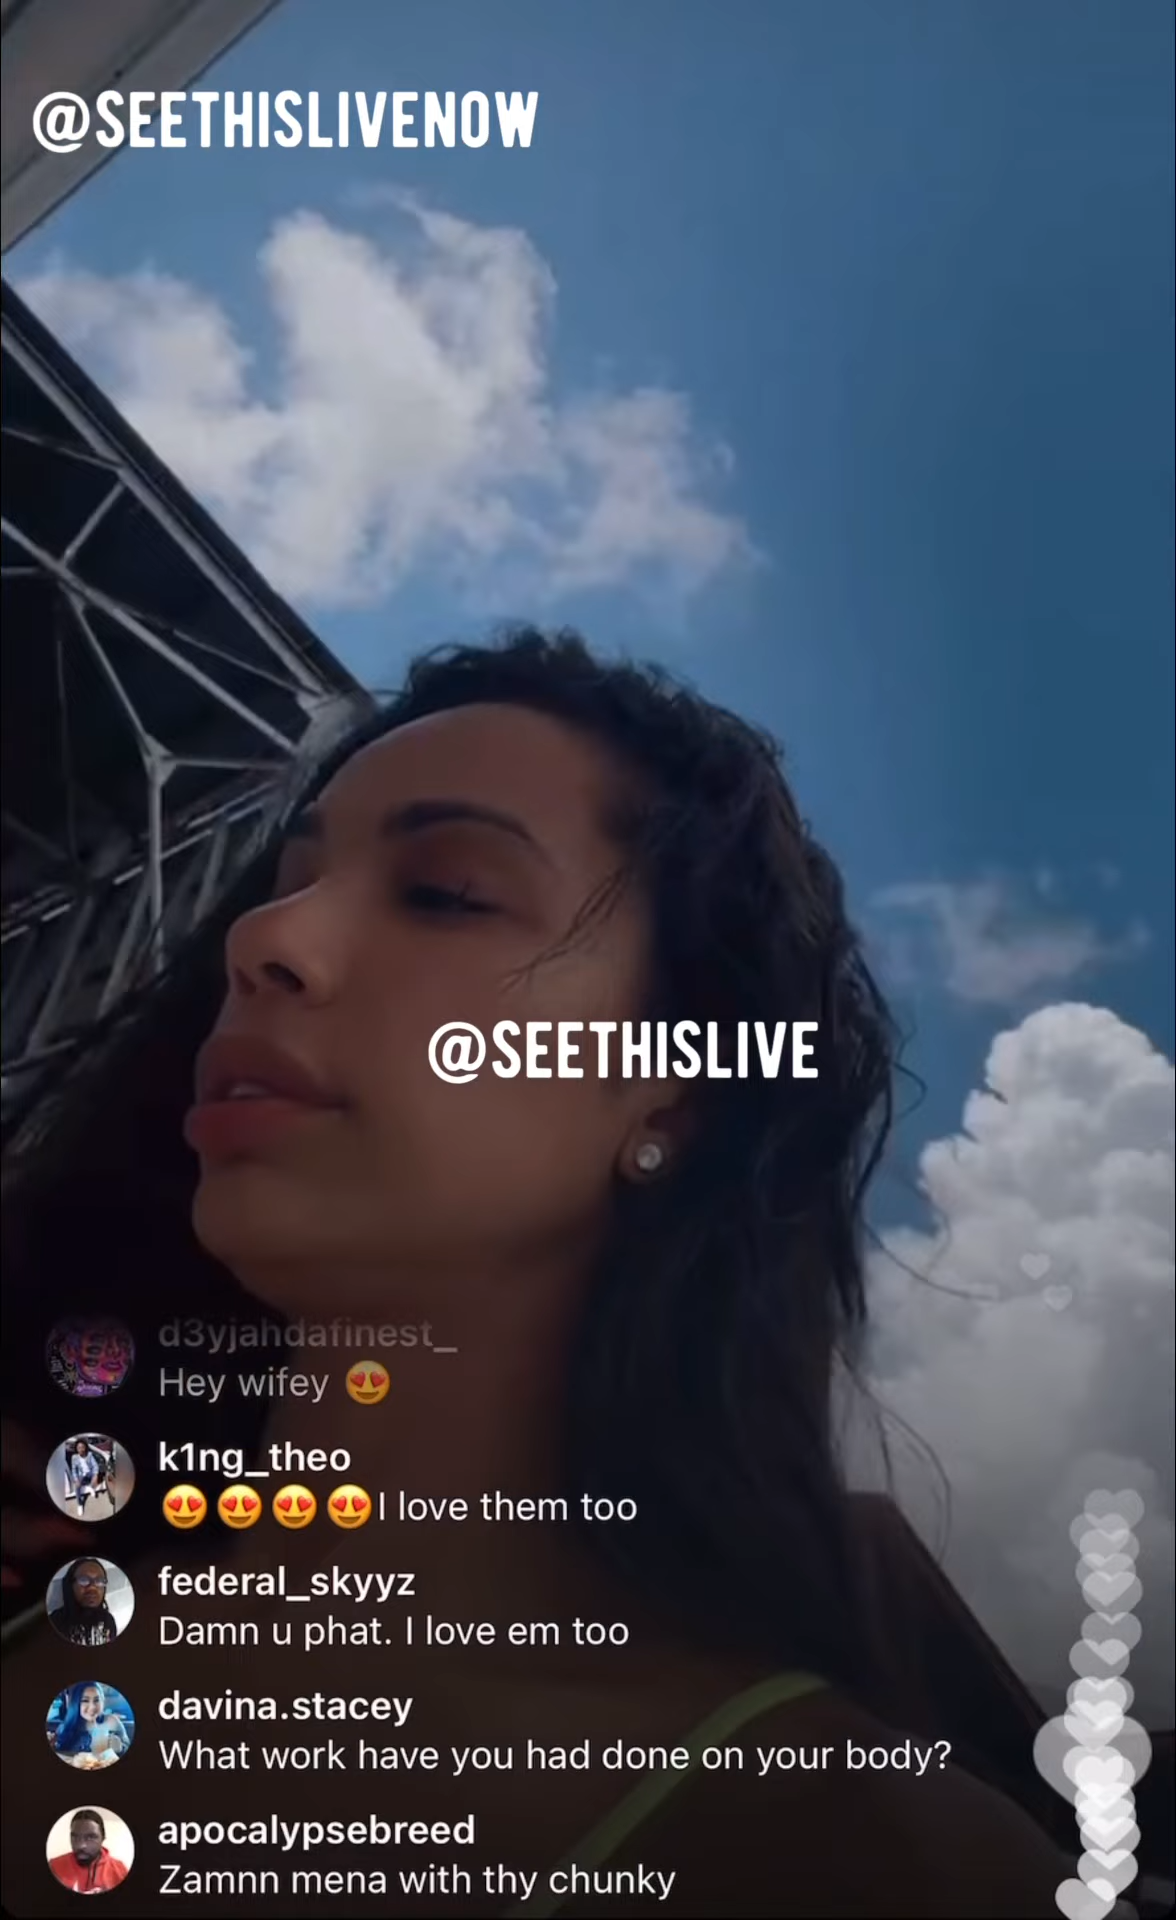 @SEETHISLIVENOW
@SEETHISLIVE
d3yjahdafinest_
Hey wifey 😍
k1ng_theo
😍😍😍😍I love them too
federal_skyyz
Damn u phat. I love em too
davina.stacey
What work have you had done on your body?
apocalypsebreed
Zamnn mena with thy chunky